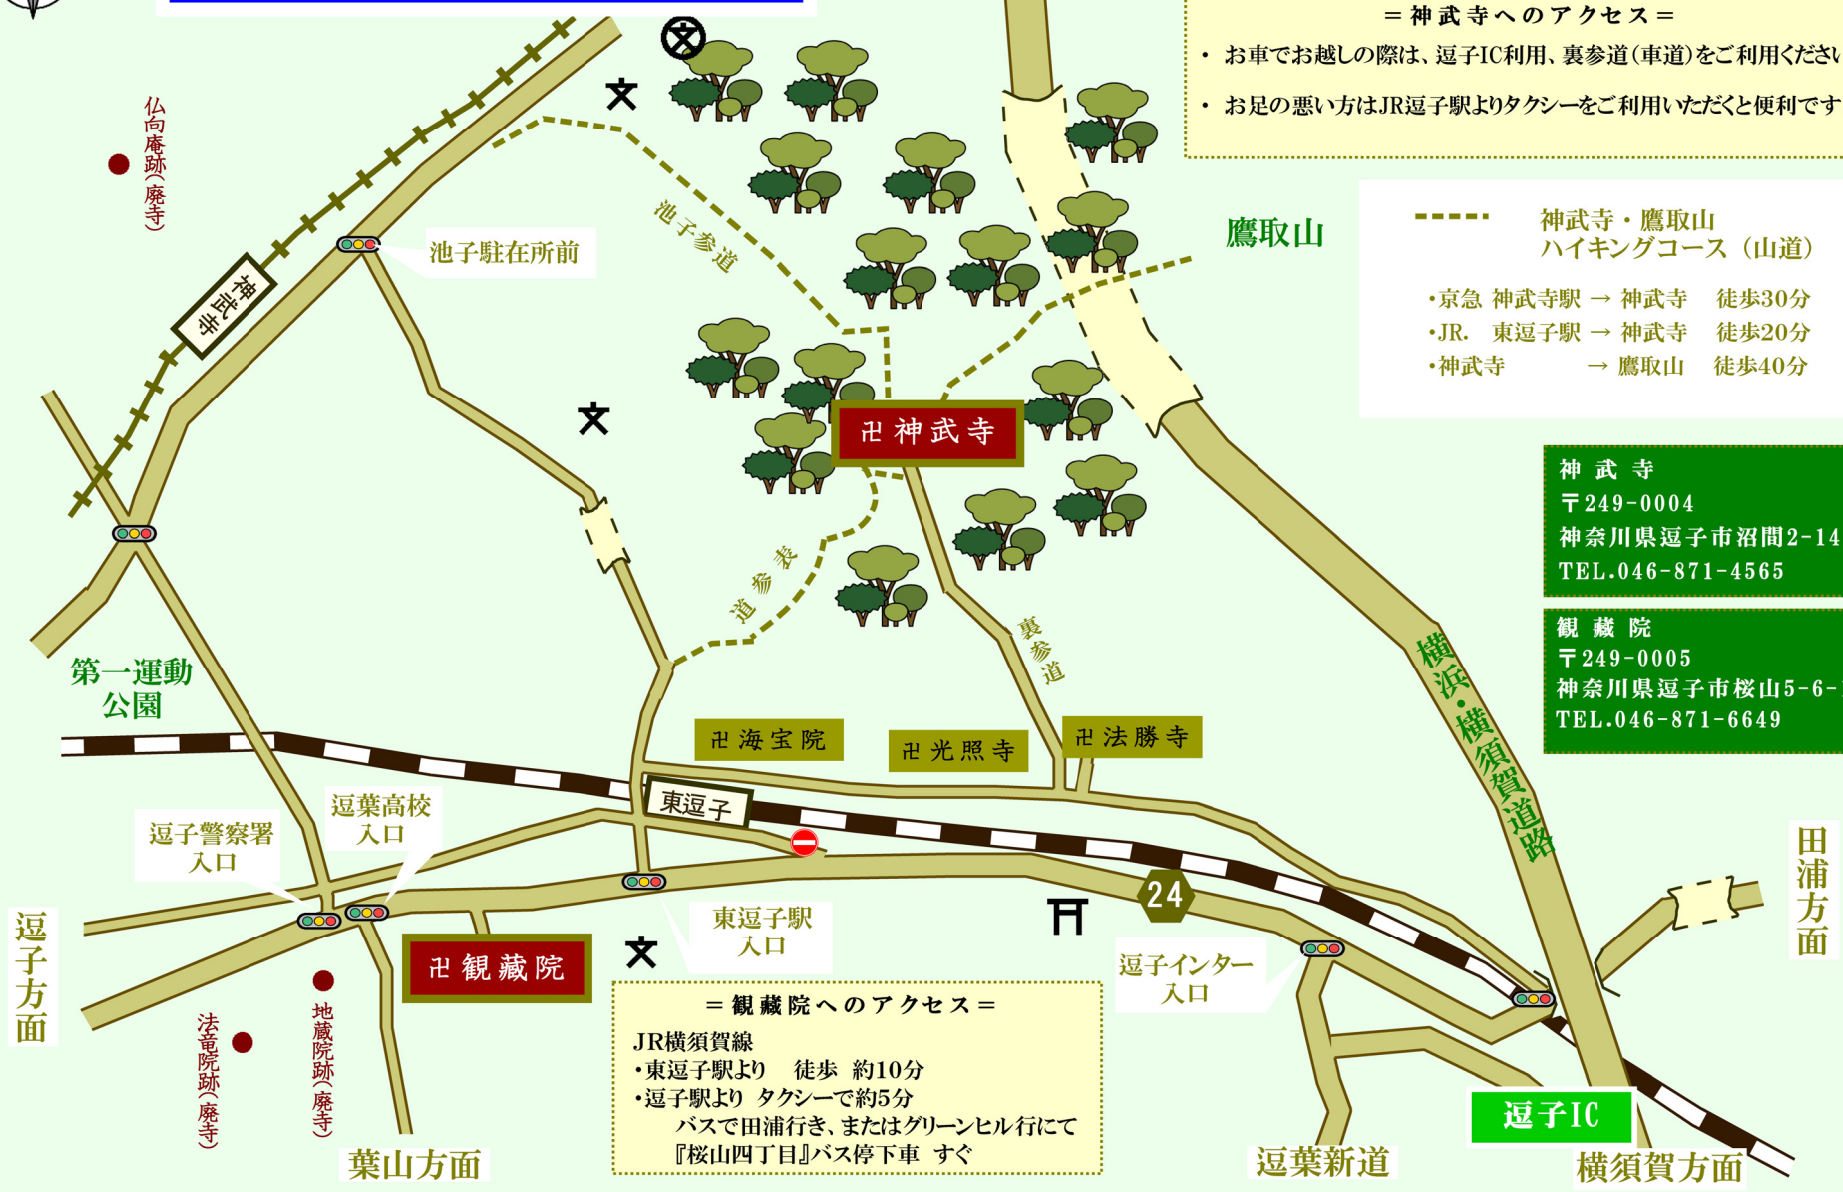 ＝神武寺へのアクセス＝
・ お車でお越しの際は、逗子IC利用、裏参道（車道）をご利用ください
・ お足の悪い方はJR逗子駅よりタクシーをご利用いただくと便利です
仏向庵跡（廃寺）
池子参道
鷹取山
神武寺・鷹取山
ハイキングコース（山道）
・京急 神武寺駅 → 神武寺 徒歩30分
・JR. 東逗子駅 → 神武寺 徒歩20分
・神武寺 → 鷹取山 徒歩40分
池子駐在所前
神武寺
卍神武寺
神武寺
〒249-0004
神奈川県逗子市沼間2-14
TEL.046-871-4565
観藏院
〒249-0005
神奈川県逗子市桜山5-6-
TEL.046-871-6649
道参表
裏参道
第一運動
公園
横浜・横須賀道路
卍海宝院
卍光照寺
卍法勝寺
東逗子
逗葉高校
入口
逗子警察署
入口
24
田浦方面
逗子方面
卍観藏院
東逗子駅
入口
逗子インター
入口
法竜院跡（廃寺）
地蔵院跡（廃寺）
＝観藏院へのアクセス＝
JR横須賀線
・東逗子駅より 徒歩 約10分
・逗子駅より タクシーで約5分
バスで田浦行き、またはグリーンヒル行にて
『桜山四丁目』バス停下車 すぐ
逗子IC
葉山方面
逗葉新道
横須賀方面